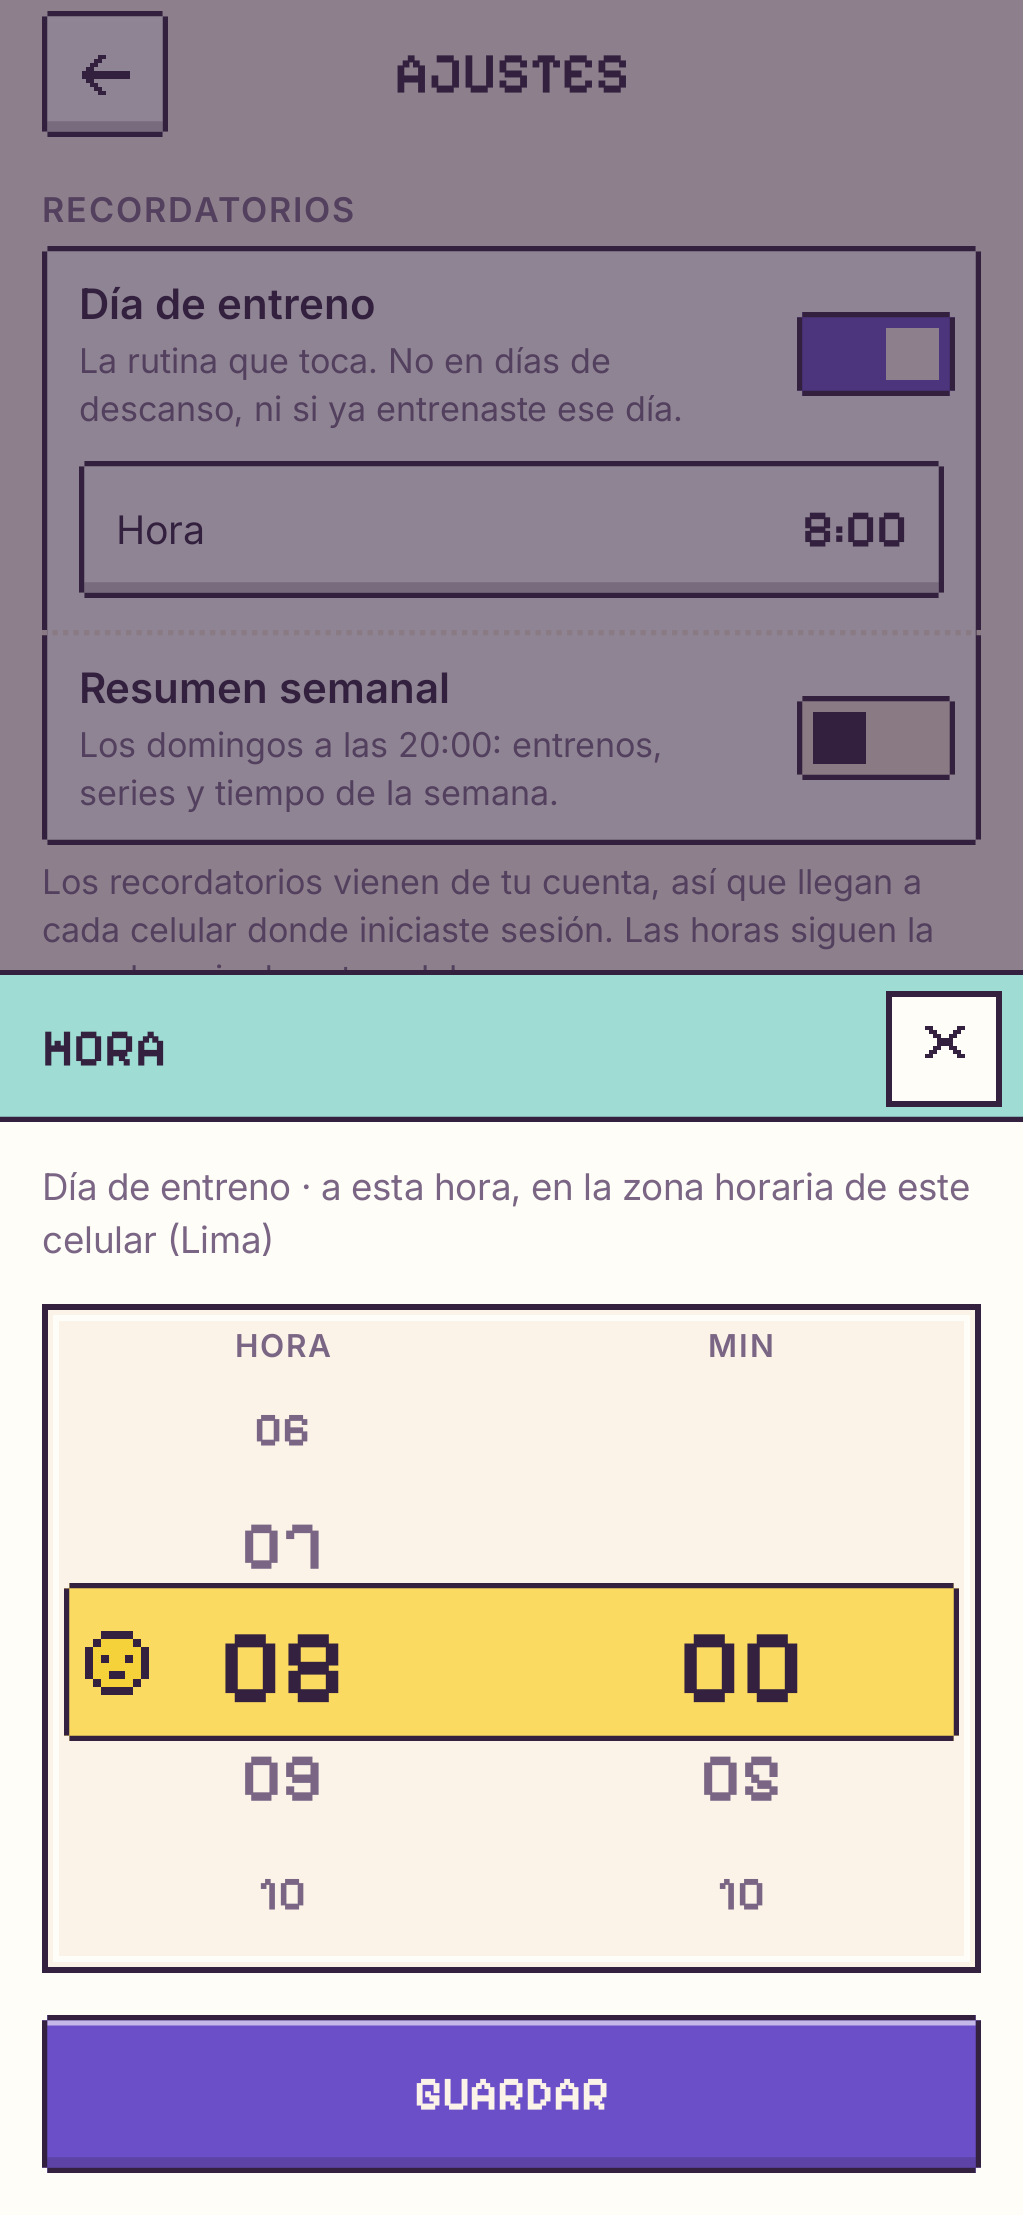 AJUSTES
RECORDATORIOS
Día de entreno
La rutina que toca. No en días de
descanso, ni si ya entrenaste ese día.
Hora 8:00
Resumen semanal
Los domingos a las 20:00: entrenos,
series y tiempo de la semana.
Los recordatorios vienen de tu cuenta, así que llegan a
cada celular donde iniciaste sesión. Las horas siguen la
HORA
Día de entreno · a esta hora, en la zona horaria de este
celular (Lima)
HORA MIN
06
07
08 00
09 05
10 10
GUARDAR